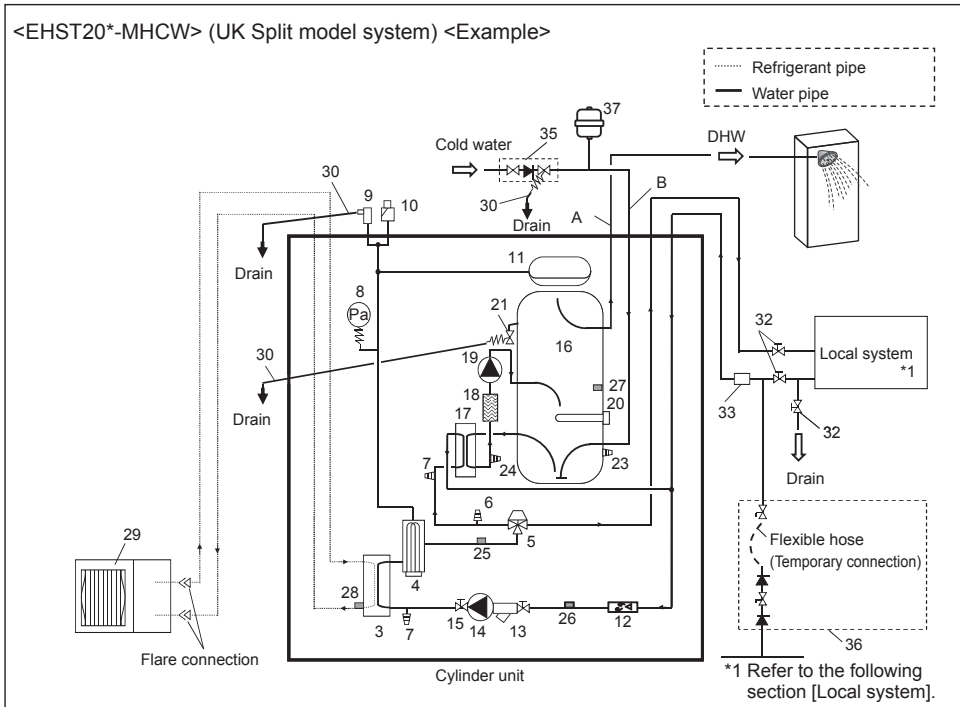 <EHST20*-MHCW> (UK Split model system) <Example>
Refrigerant pipe
Water pipe
37
DHW
Cold water
35
30
9
10
30
Drain
A
B
Drain
11
8
Pa
21
16
32
Local system
*1
30
19
27
18
20
33
Drain
17
32
7
24
23
Drain
6
5
29
25
Flexible hose
(Temporary connection)
4
28
3
7
15
14
13
26
12
36
Flare connection
Cylinder unit
*1 Refer to the following
section [Local system].